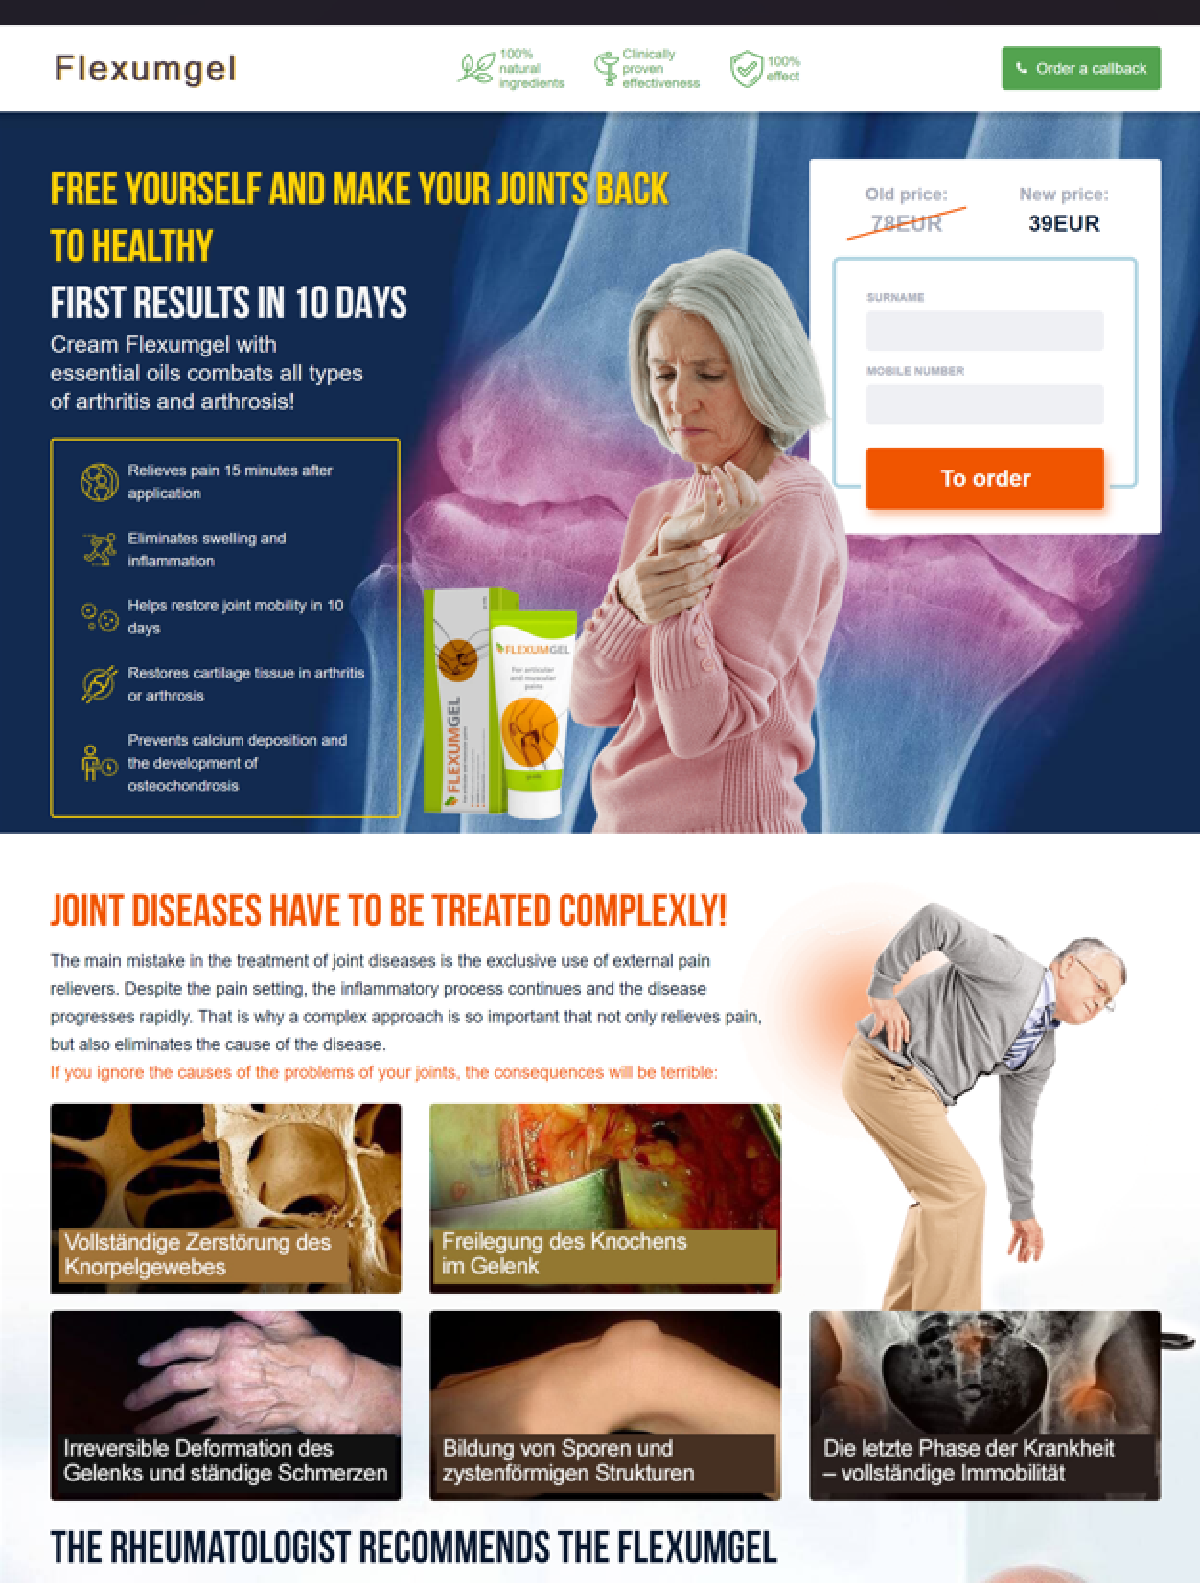 Flexumgel
100%
natural
ingredients
Clinically
proven
effectiveness
100%
effect
Order a callback
FREE YOURSELF AND MAKE YOUR JOINTS BACK
TO HEALTHY
FIRST RESULTS IN 10 DAYS
Cream Flexumgel with
essential oils combats all types
of arthritis and arthrosis!
Relieves pain 15 minutes after
application
Eliminates swelling and
inflammation
Helps restore joint mobility in 10
days
Restores cartilage tissue in arthritis
or arthrosis
Prevents calcium deposition and
the development of
osteochondrosis
FLEXUMGEL
FLEXUMGEL
For articular
and muscular
pains
Old price:
78EUR
New price:
39EUR
SURNAME
MOBILE NUMBER
To order
JOINT DISEASES HAVE TO BE TREATED COMPLEXLY!
The main mistake in the treatment of joint diseases is the exclusive use of external pain
relievers. Despite the pain setting, the inflammatory process continues and the disease
progresses rapidly. That is why a complex approach is so important that not only relieves pain,
but also eliminates the cause of the disease.
If you ignore the causes of the problems of your joints, the consequences will be terrible:
Vollständige Zerstörung des
Knorpelgewebes
Freilegung des Knochens
im Gelenk
Irreversible Deformation des
Gelenks und ständige Schmerzen
Bildung von Sporen und
zystenförmigen Strukturen
Die letzte Phase der Krankheit
– vollständige Immobilität
THE RHEUMATOLOGIST RECOMMENDS THE FLEXUMGEL